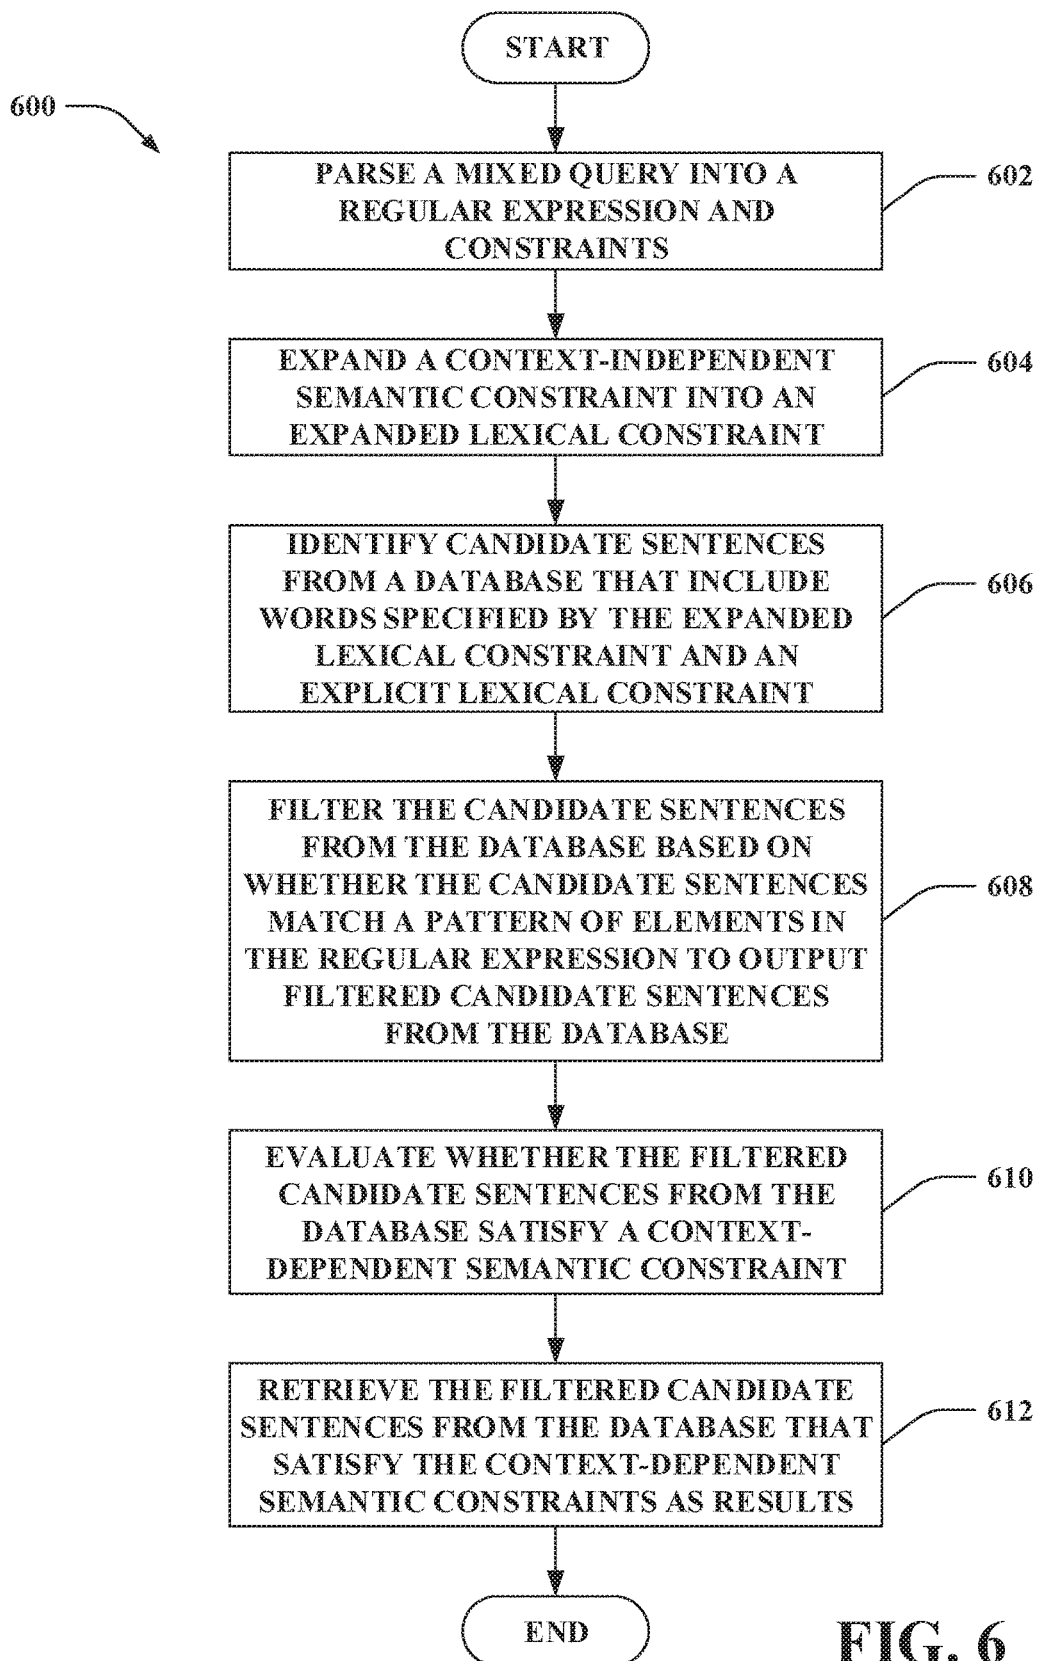 START
600
PARSE A MIXED QUERY INTO A
REGULAR EXPRESSION AND
CONSTRAINTS
602
EXPAND A CONTEXT-INDEPENDENT
SEMANTIC CONSTRAINT INTO AN
EXPANDED LEXICAL CONSTRAINT
604
IDENTIFY CANDIDATE SENTENCES
FROM A DATABASE THAT INCLUDE
WORDS SPECIFIED BY THE EXPANDED
LEXICAL CONSTRAINT AND AN
EXPLICIT LEXICAL CONSTRAINT
606
FILTER THE CANDIDATE SENTENCES
FROM THE DATABASE BASED ON
WHETHER THE CANDIDATE SENTENCES
MATCH A PATTERN OF ELEMENTS IN
THE REGULAR EXPRESSION TO OUTPUT
FILTERED CANDIDATE SENTENCES
FROM THE DATABASE
608
EVALUATE WHETHER THE FILTERED
CANDIDATE SENTENCES FROM THE
DATABASE SATISFY A CONTEXT-
DEPENDENT SEMANTIC CONSTRAINT
610
RETRIEVE THE FILTERED CANDIDATE
SENTENCES FROM THE DATABASE THAT
SATISFY THE CONTEXT-DEPENDENT
SEMANTIC CONSTRAINTS AS RESULTS
612
END
FIG. 6